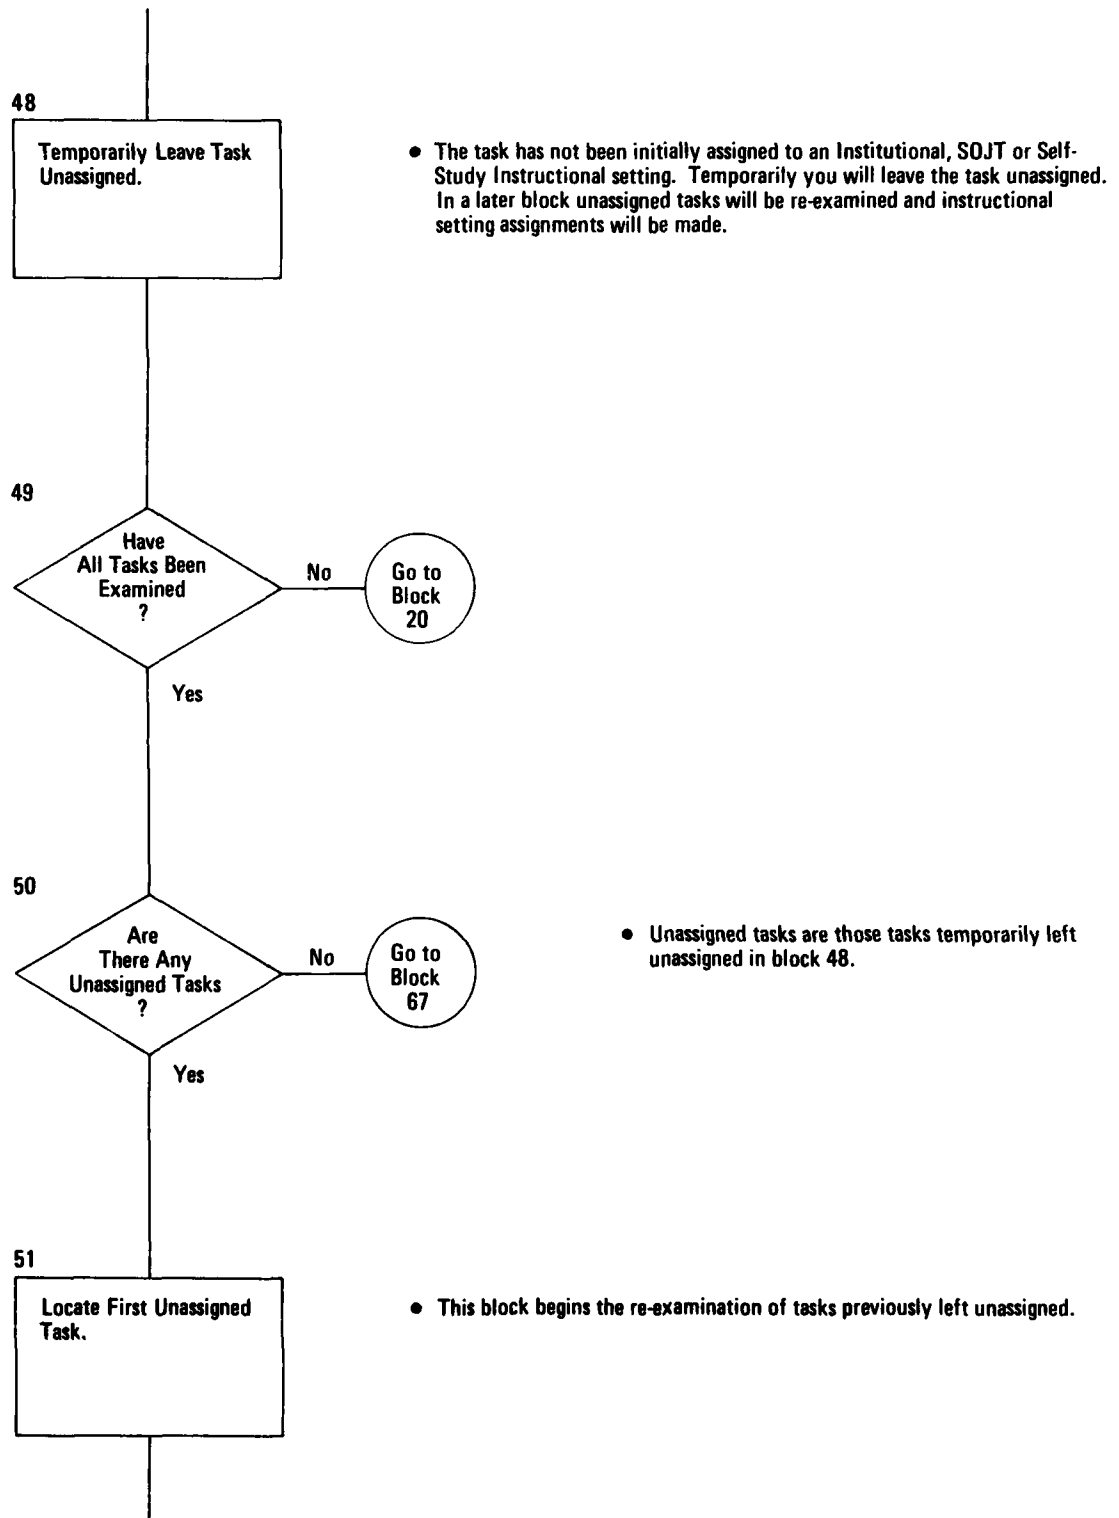 48
Temporarily Leave Task
Unassigned.
● The task has not been initially assigned to an Institutional, SOJT or Self-
Study Instructional setting. Temporarily you will leave the task unassigned.
In a later block unassigned tasks will be re-examined and instructional
setting assignments will be made.
49
Have
All Tasks Been
Examined
?
No
Go to
Block
20
Yes
50
Are
There Any
Unassigned Tasks
?
No
Go to
Block
67
● Unassigned tasks are those tasks temporarily left
unassigned in block 48.
Yes
51
Locate First Unassigned
Task.
● This block begins the re-examination of tasks previously left unassigned.